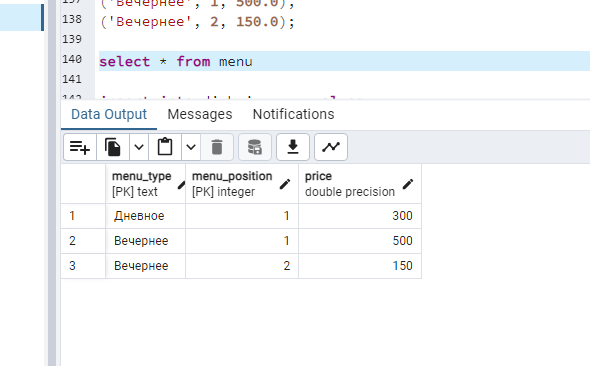 137 ('Вечернее', 1, 500.0),
138 ('Вечернее', 2, 150.0);
139
140 select * from menu
141
142
Data Output Messages Notifications
menu_type [PK] text menu_position [PK] integer price double precision
1 Дневное 1 300
2 Вечернее 1 500
3 Вечернее 2 150